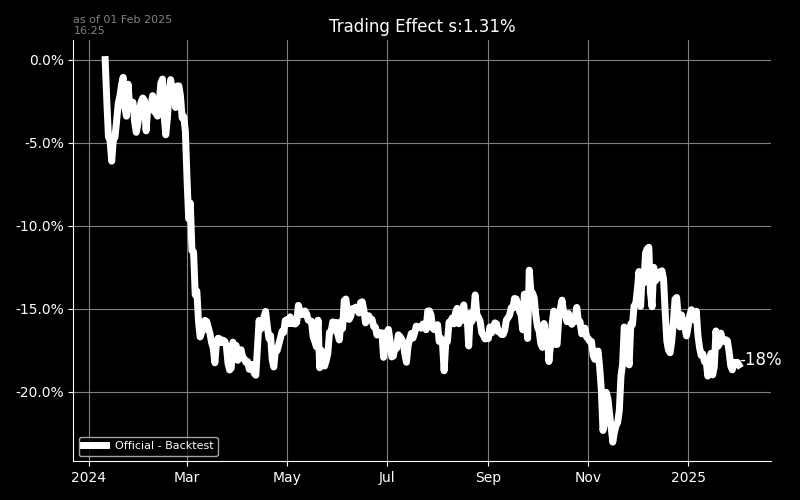 as of 01 Feb 2025
16:25
Trading Effect s:1.31%
0.0%
-5.0%
-10.0%
-15.0%
-20.0%
-18%
Official - Backtest
2024 Mar May Jul Sep Nov 2025